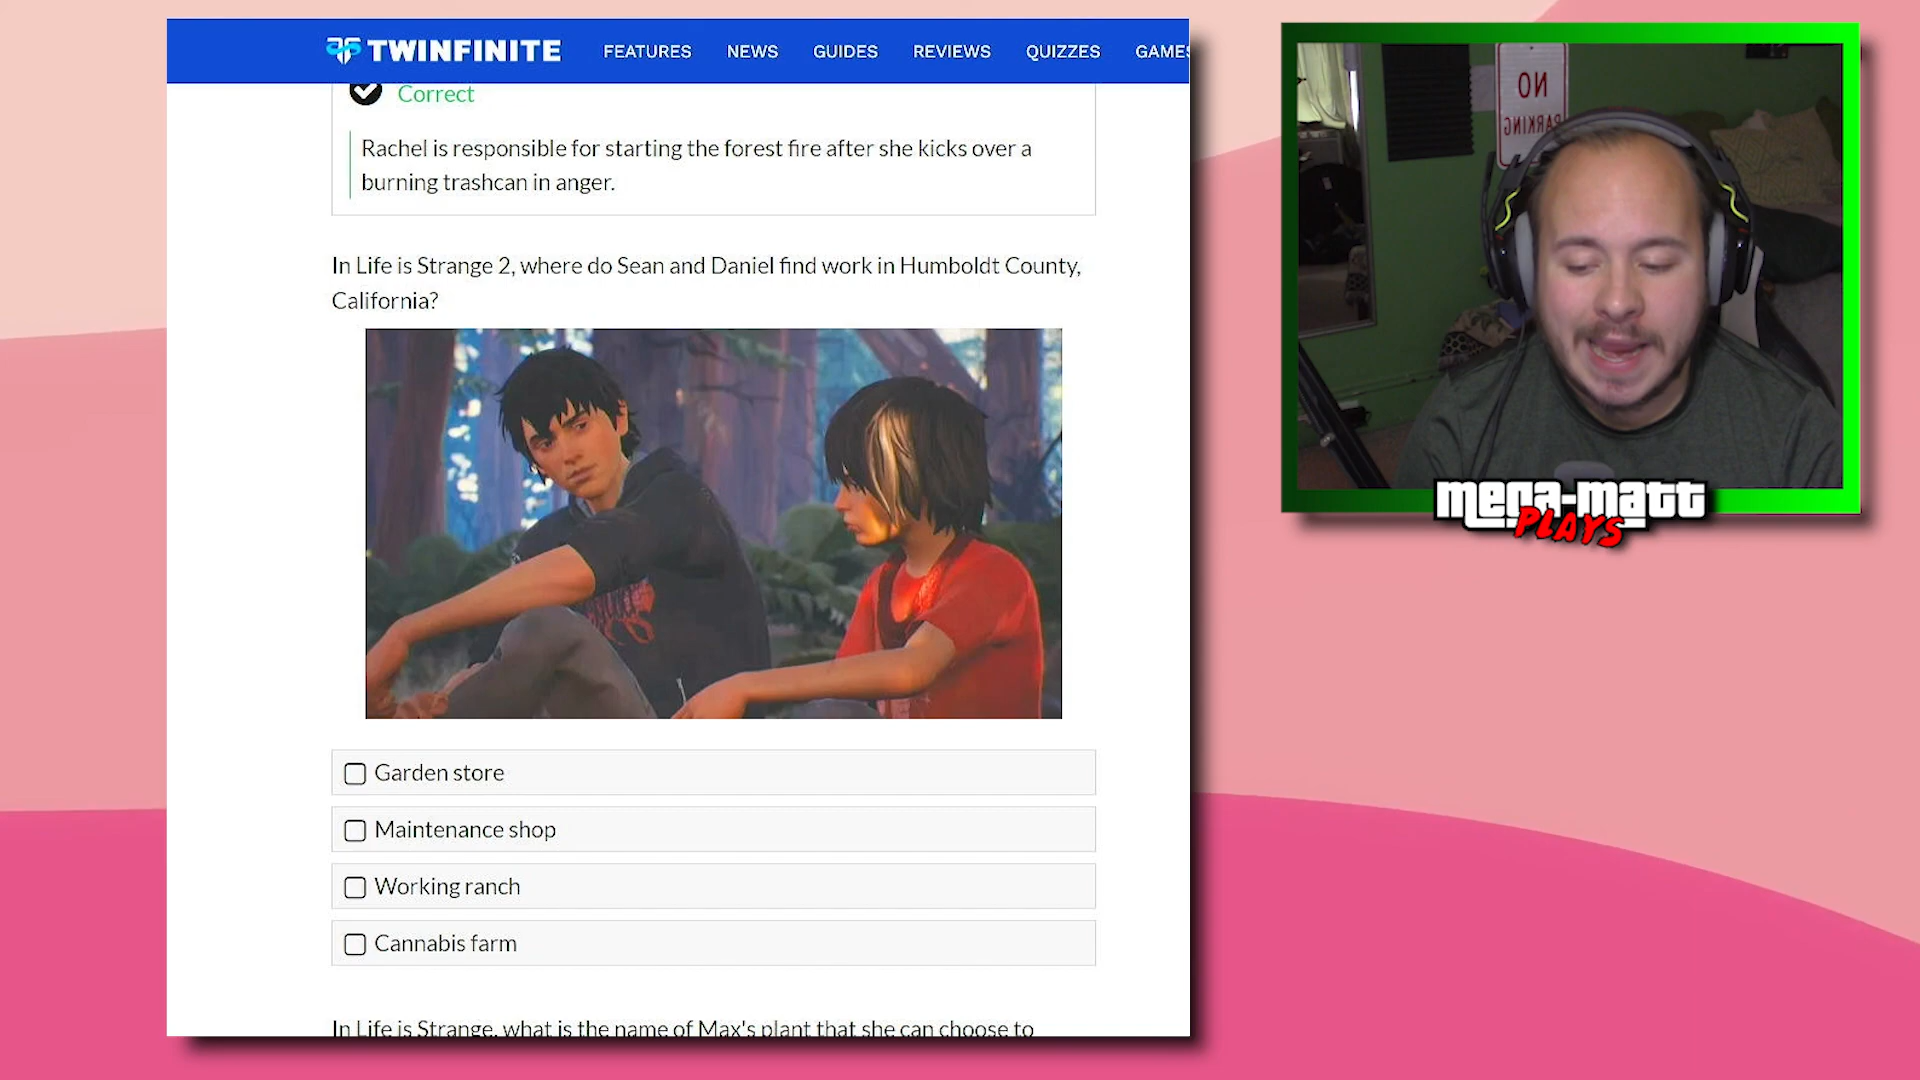 TWINFINITE FEATURES NEWS GUIDES REVIEWS QUIZZES GAMES
Correct
Rachel is responsible for starting the forest fire after she kicks over a
burning trashcan in anger.
In Life is Strange 2, where do Sean and Daniel find work in Humboldt County,
California?
Garden store
Maintenance shop
Working ranch
Cannabis farm
In Life is Strange, what is the name of Max's plant that she can choose to
NO
PARKING
MEGA-MATT
PLAYS